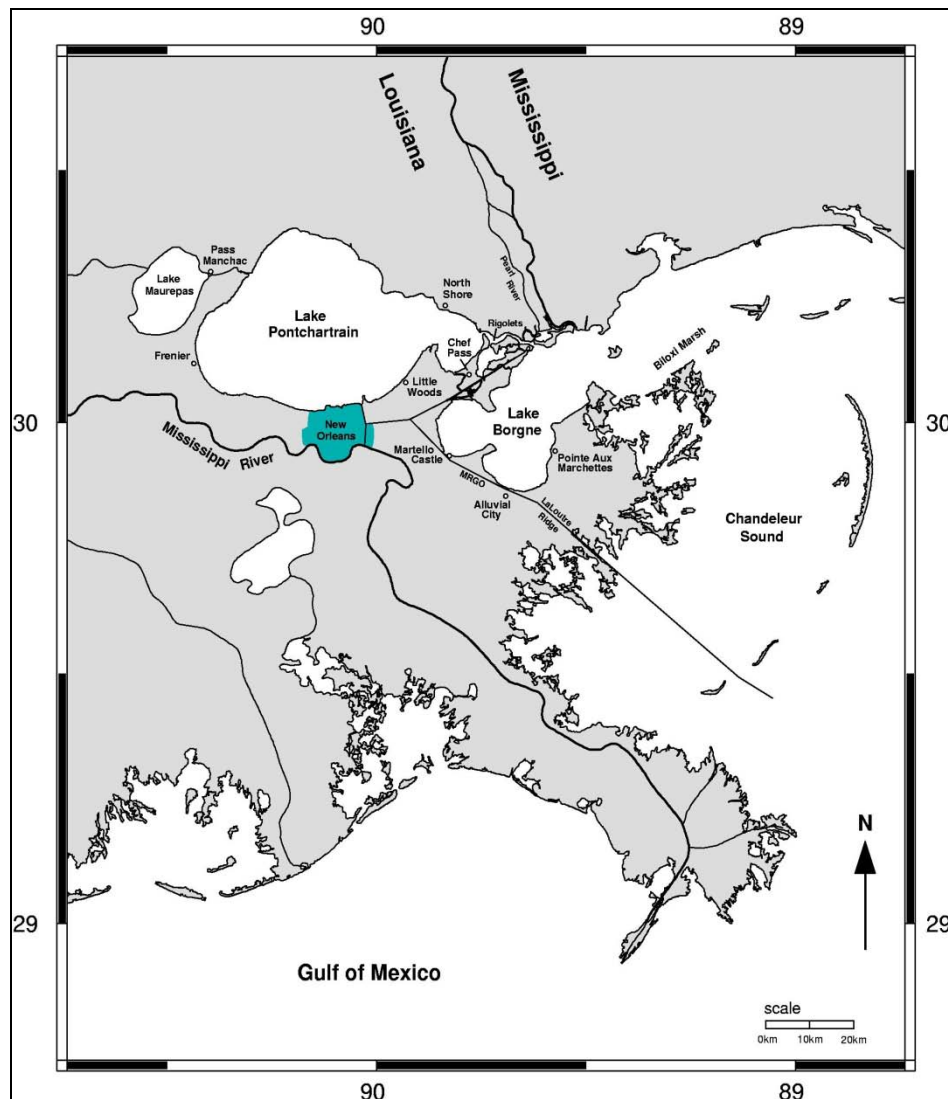 90
89
Louisiana
Mississippi
Pass
Manchac
Lake
Maurepas
Lake
Pontchartrain
North
Shore
Pearl River
Rigolets
Chef
Pass
Biloxi Marsh
Frenier
Little
Woods
30
30
New
Orleans
Lake
Borgne
Mississippi River
Martello
Castle
Pointe Aux
Marchettes
MRGO
Alluvial
City
LaLoutre
Ridge
Chandeleur
Sound
N
29
29
Gulf of Mexico
scale
0km 10km 20km
90
89